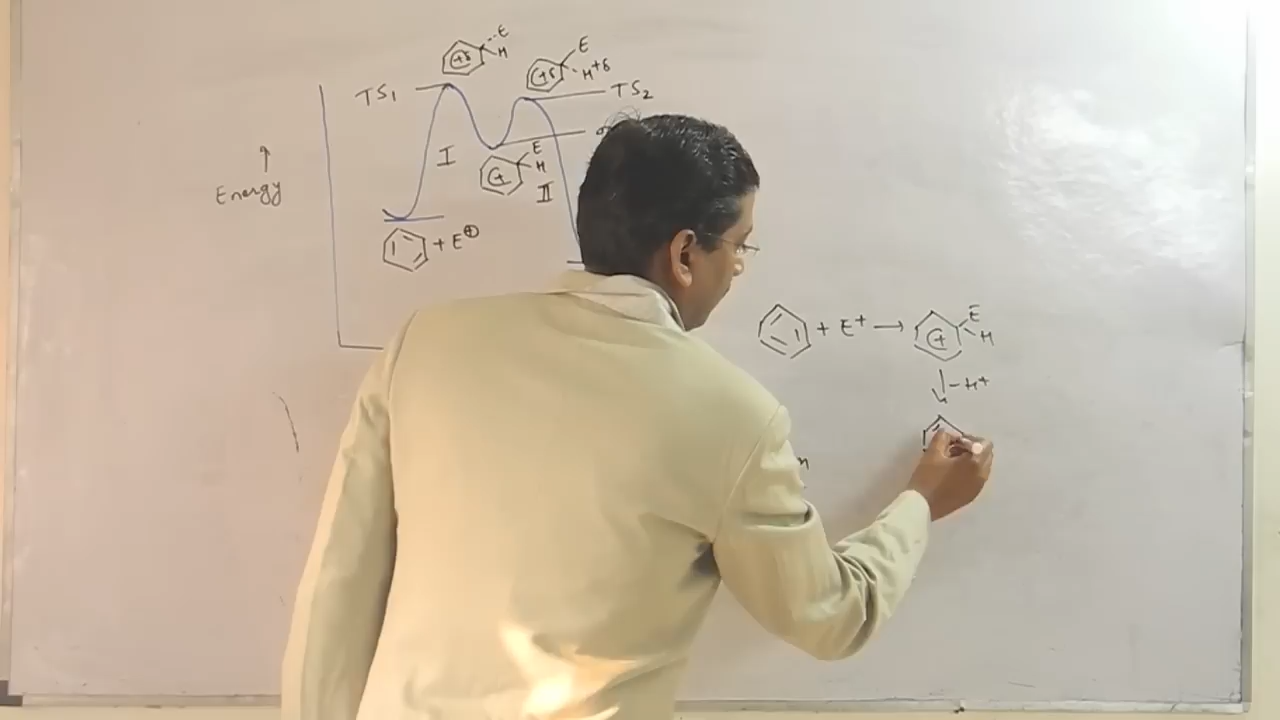 E
H
+δ
E
H+δ
+δ
TS1
TS2
E
H
+
I
II
Energy
+ E⊕
+ E+ → + E H
- H+